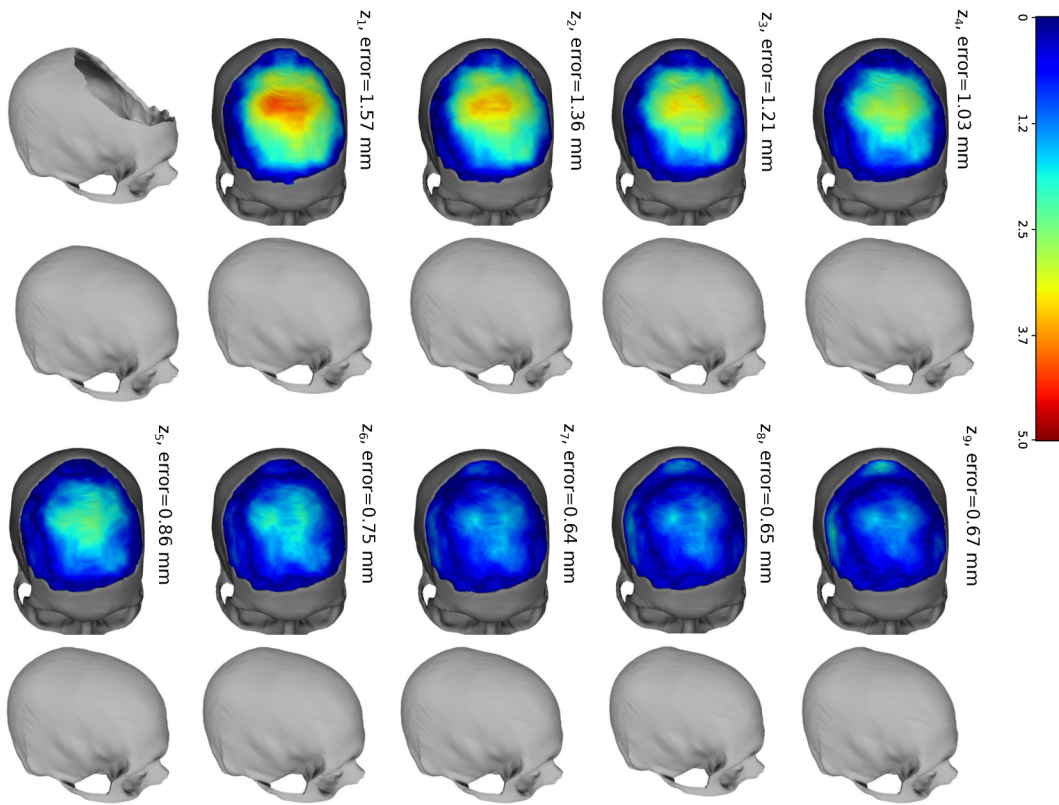 z₁, error=1.57 mm
z₂, error=1.36 mm
z₃, error=1.21 mm
z₄, error=1.03 mm
0
1.2
2.5
3.7
5.0
z₅, error=0.86 mm
z₆, error=0.75 mm
z₇, error=0.64 mm
z₈, error=0.65 mm
z₉, error=0.67 mm